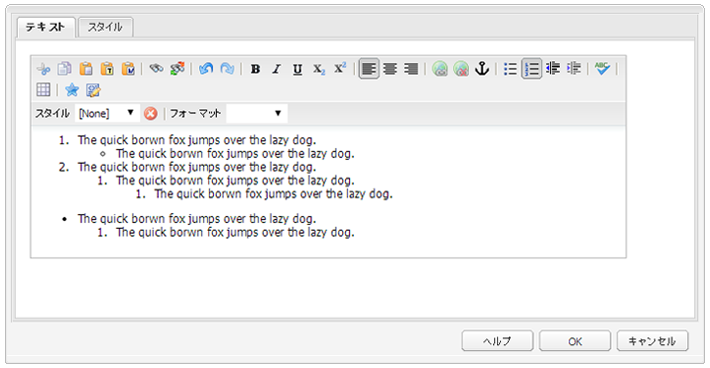 テキスト スタイル
B I U X₂ X²
ABC
スタイル [None] フォーマット
1. The quick borwn fox jumps over the lazy dog.
The quick borwn fox jumps over the lazy dog.
2. The quick borwn fox jumps over the lazy dog.
1. The quick borwn fox jumps over the lazy dog.
1. The quick borwn fox jumps over the lazy dog.
The quick borwn fox jumps over the lazy dog.
1. The quick borwn fox jumps over the lazy dog.
ヘルプ OK キャンセル